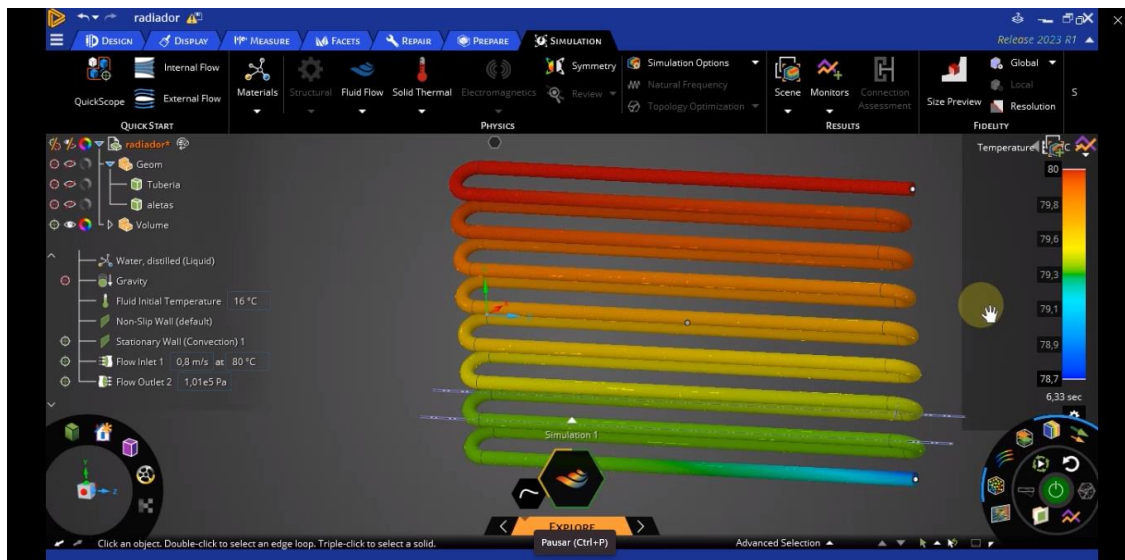 radiador
DESIGN DISPLAY MEASURE FACETS REPAIR PREPARE SIMULATION Release 2023 R1
QuickScope Internal Flow External Flow
QUICK START
Materials Structural Fluid Flow Solid Thermal Electromagnetics Symmetry Review
Simulation Options
Natural Frequency
Topology Optimization
PHYSICS
Scene Monitors Connection Assessment
RESULTS
Size Preview Global Local Resolution S
FIDELITY
radiador*
Geom
Tuberia
aletas
Volume
Water, distilled (Liquid)
Gravity
Fluid Initial Temperature 16 °C
Non-Slip Wall (default)
Stationary Wall (Convection) 1
Flow Inlet 1 0,8 m/s at 80 °C
Flow Outlet 2 1,01e5 Pa
Temperature C
80
79,8
79,6
79,3
79,1
78,9
78,7
6,33 sec
Simulation 1
EXPLORE
Pausar (Ctrl+P)
Y
Z
Click an object. Double-click to select an edge loop. Triple-click to select a solid.
Advanced Selection